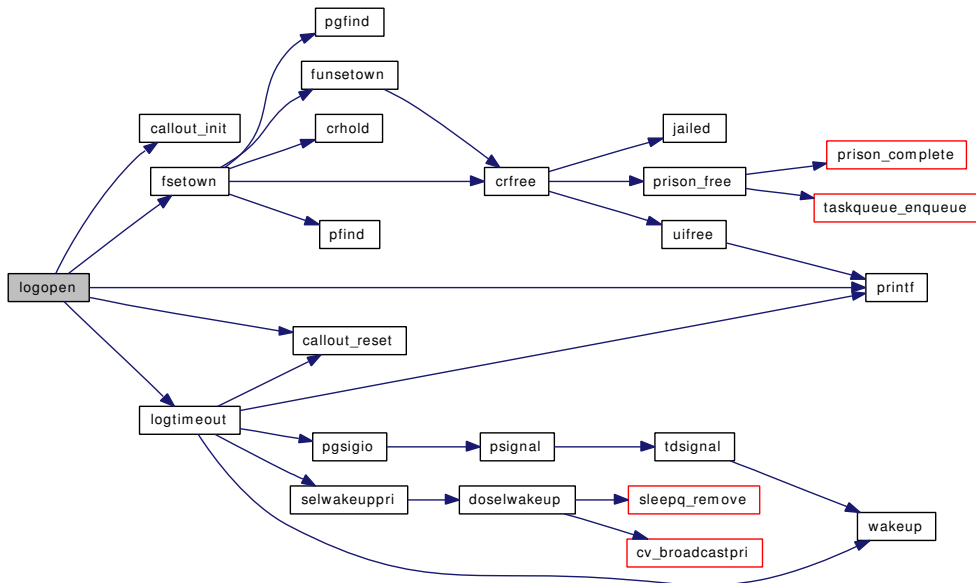 pgfind
funsetown
callout_init
crhold
jailed
prison_complete
fsetown
crfree
prison_free
taskqueue_enqueue
pfind
uifree
logopen
printf
callout_reset
logtimeout
pgsigio
psignal
tdsignal
selwakeuppri
doselwakeup
sleepq_remove
wakeup
cv_broadcastpri